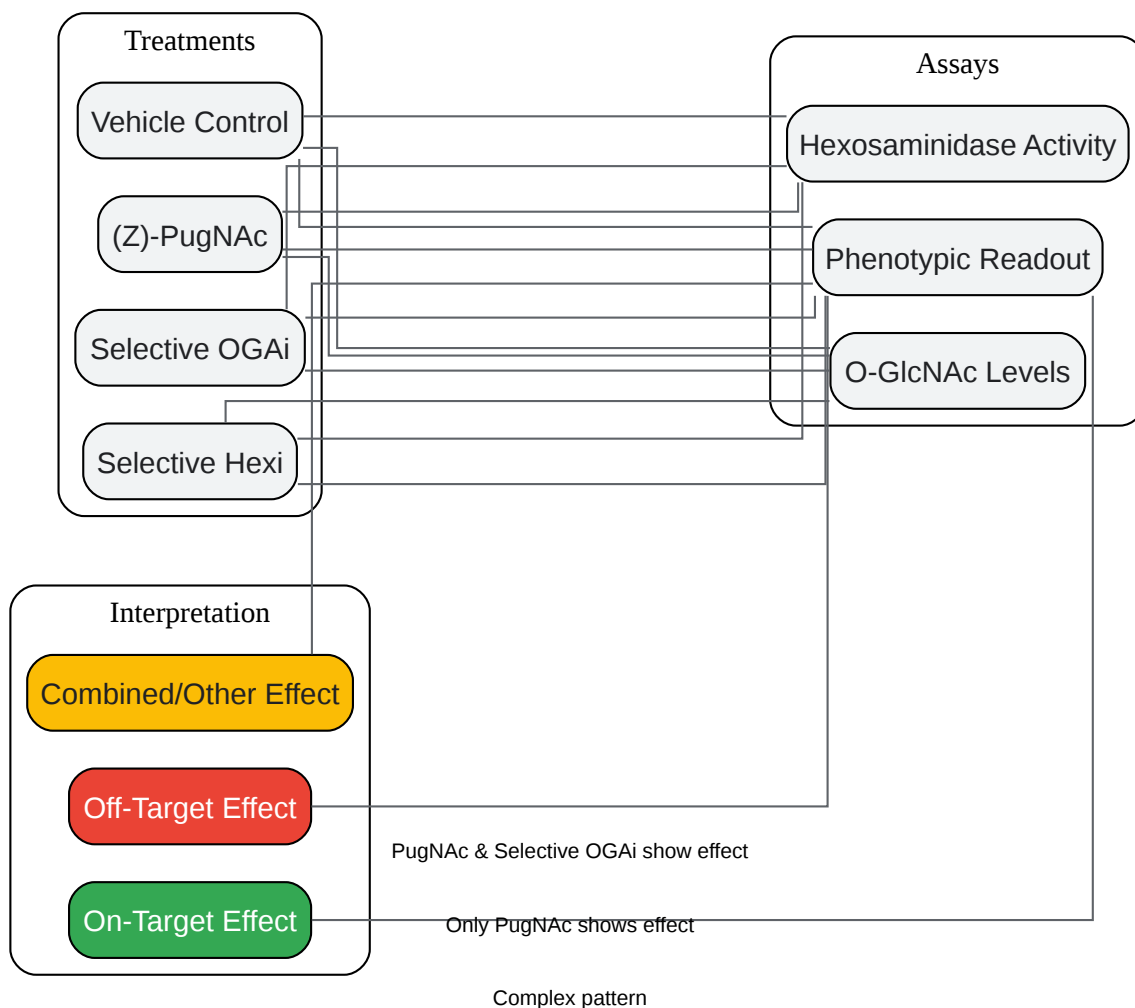 Treatments
Vehicle Control
(Z)-PugNAc
Selective OGAi
Selective Hexi
Assays
Hexosaminidase Activity
Phenotypic Readout
O-GlcNAc Levels
Interpretation
Combined/Other Effect
Off-Target Effect
On-Target Effect
PugNAc & Selective OGAi show effect
Only PugNAc shows effect
Complex pattern